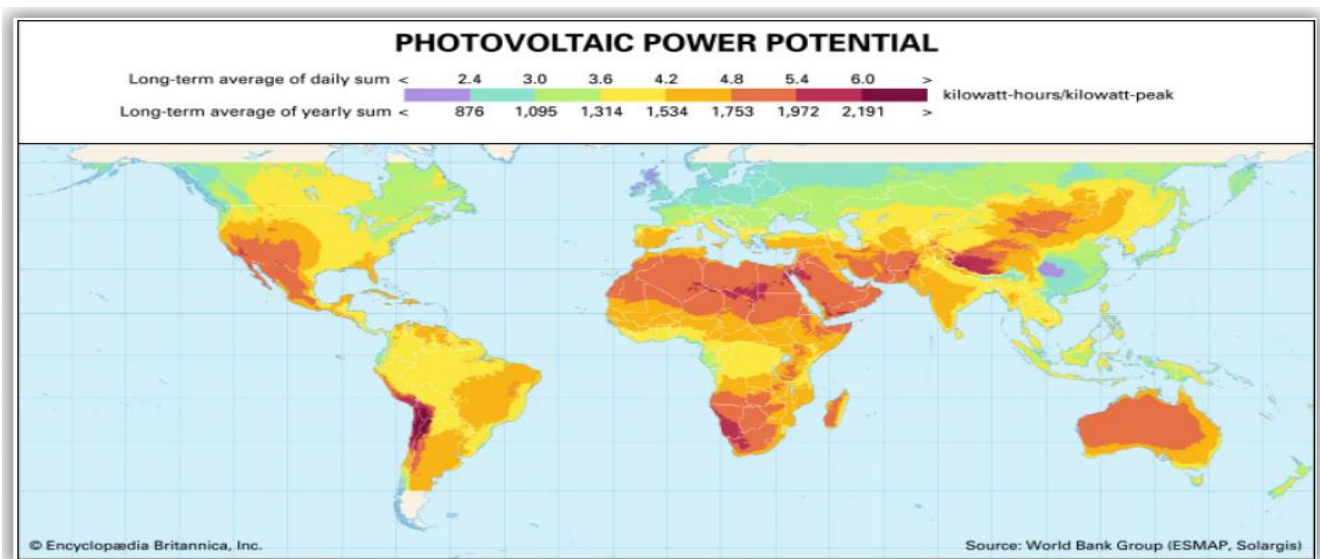 PHOTOVOLTAIC POWER POTENTIAL
Long-term average of daily sum < 2.4 3.0 3.6 4.2 4.8 5.4 6.0 >
kilowatt-hours/kilowatt-peak
Long-term average of yearly sum < 876 1,095 1,314 1,534 1,753 1,972 2,191 >
© Encyclopædia Britannica, Inc.
Source: World Bank Group (ESMAP, Solargis)